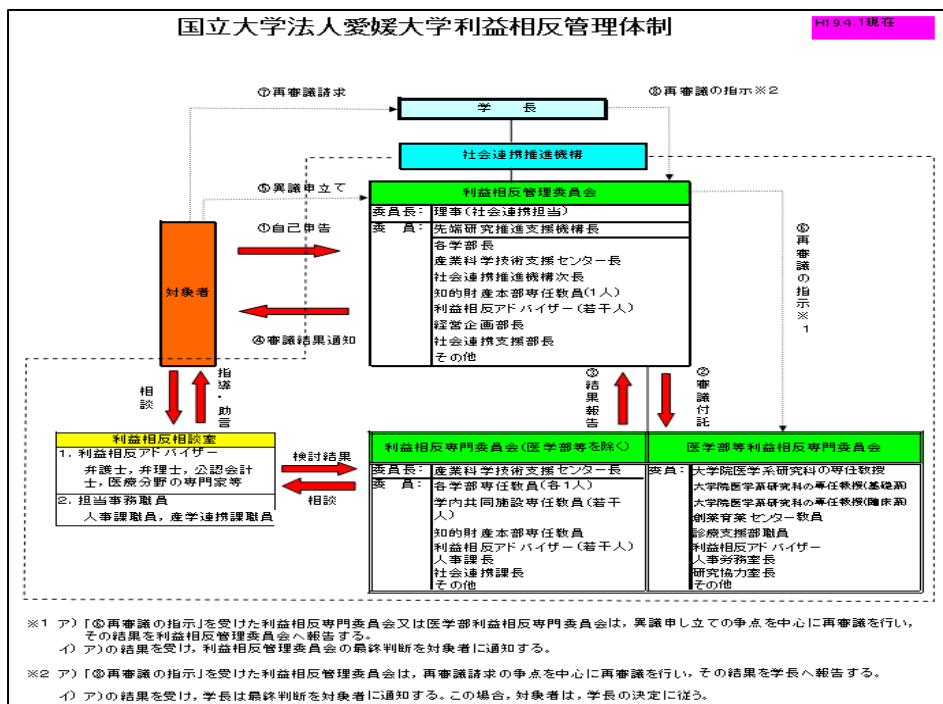 国立大学法人愛媛大学利益相反管理体制
H19.4.1現在
⑦再審議請求
学　長
⑧再審議の指示※2
社会連携推進機構
⑤異議申立て
利益相反管理委員会
委員長：理事（社会連携担当）
委　員：先端研究推進支援機構長
各学部長
産業科学技術支援センター長
社会連携推進機構次長
知的財産本部専任教員（1人）
利益相反アドバイザー（若干人）
経営企画部長
社会連携支援部長
その他
①自己申告
対象者
④審議結果通知
⑥再審議の指示※1
相談
指導・助言
③結果報告
②審議付託
利益相反相談室
1. 利益相反アドバイザー
弁護士，弁理士，公認会計
士，医療分野の専門家等
2. 担当事務職員
人事課職員，産学連携課職員
検討結果
相談
利益相反専門委員会（医学部等を除く）
委員長：産業科学技術支援センター長
委　員：各学部専任教員（各1人）
学内共同施設専任教員（若干
人）
知的財産本部専任教員
利益相反アドバイザー（若干人）
人事課長
社会連携課長
その他
医学部等利益相反専門委員会
委員：大学院医学系研究科の専任教授
大学院医学系研究科の専任教授（基礎系）
大学院医学系研究科の専任教授（臨床系）
創薬育薬センター教員
診療支援部職員
利益相反アドバイザー
人事労務室長
研究協力室長
その他
※1 ア）「⑥再審議の指示」を受けた利益相反専門委員会又は医学部利益相反専門委員会は，異議申し立ての争点を中心に再審議を行い，
その結果を利益相反管理委員会へ報告する。
イ）ア）の結果を受け，利益相反管理委員会の最終判断を対象者に通知する。
※2 ア）「⑧再審議の指示」を受けた利益相反管理委員会は，再審議請求の争点を中心に再審議を行い，その結果を学長へ報告する。
イ）ア）の結果を受け，学長は最終判断を対象者に通知する。この場合，対象者は，学長の決定に従う。